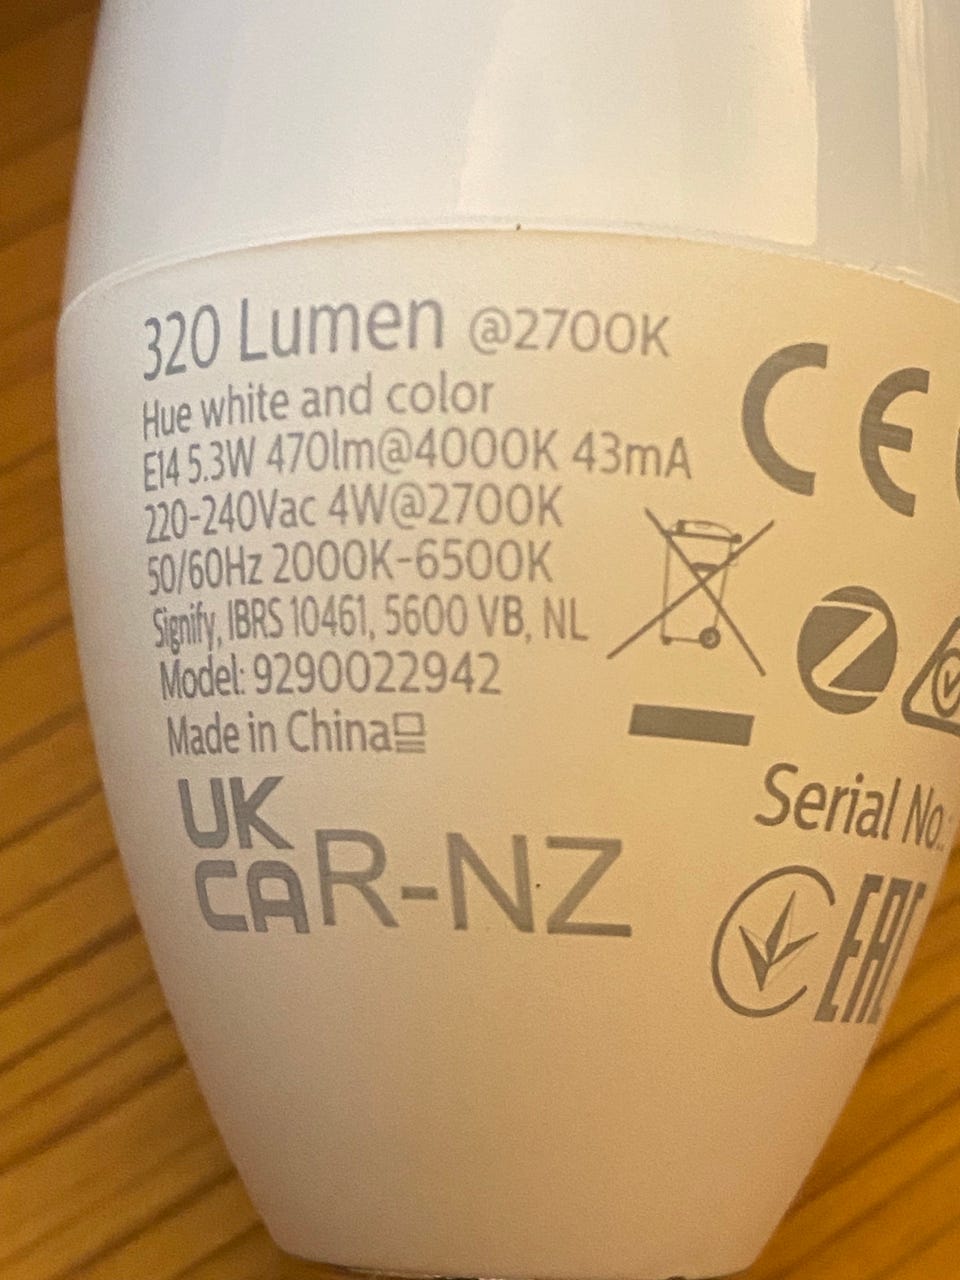 320 Lumen @2700K
Hue white and color
E14 5.3W 470lm@4000K 43mA
220-240Vac 4W@2700K
50/60Hz 2000K-6500K
Signify, IBRS 10461, 5600 VB, NL
Model: 9290022942
Made in China
CE
UK
CA R-NZ
Serial No.:
EAC